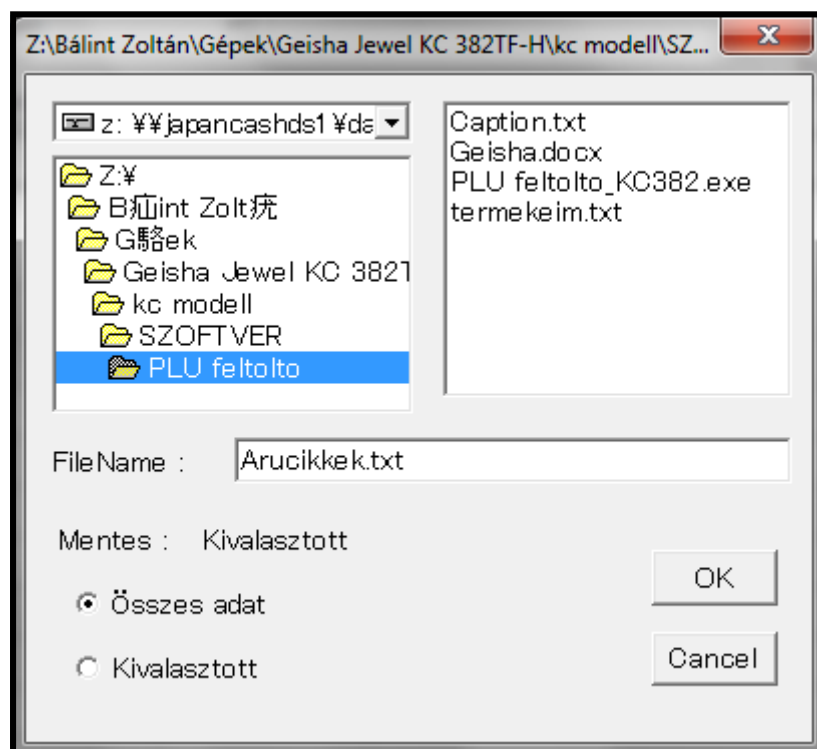 Z:\Bálint Zoltán\Gépek\Geisha Jewel KC 382TF-H\kc modell\SZ...
z: ¥¥japancashds1 ¥da
Z:¥
B疝int Zolt疣
G駱ek
Geisha Jewel KC 382T
kc modell
SZOFTVER
PLU feltolto
Caption.txt
Geisha.docx
PLU feltolto_KC382.exe
termekeim.txt
FileName :
Arucikkek.txt
Mentes : Kivalasztott
Összes adat
Kivalasztott
OK
Cancel